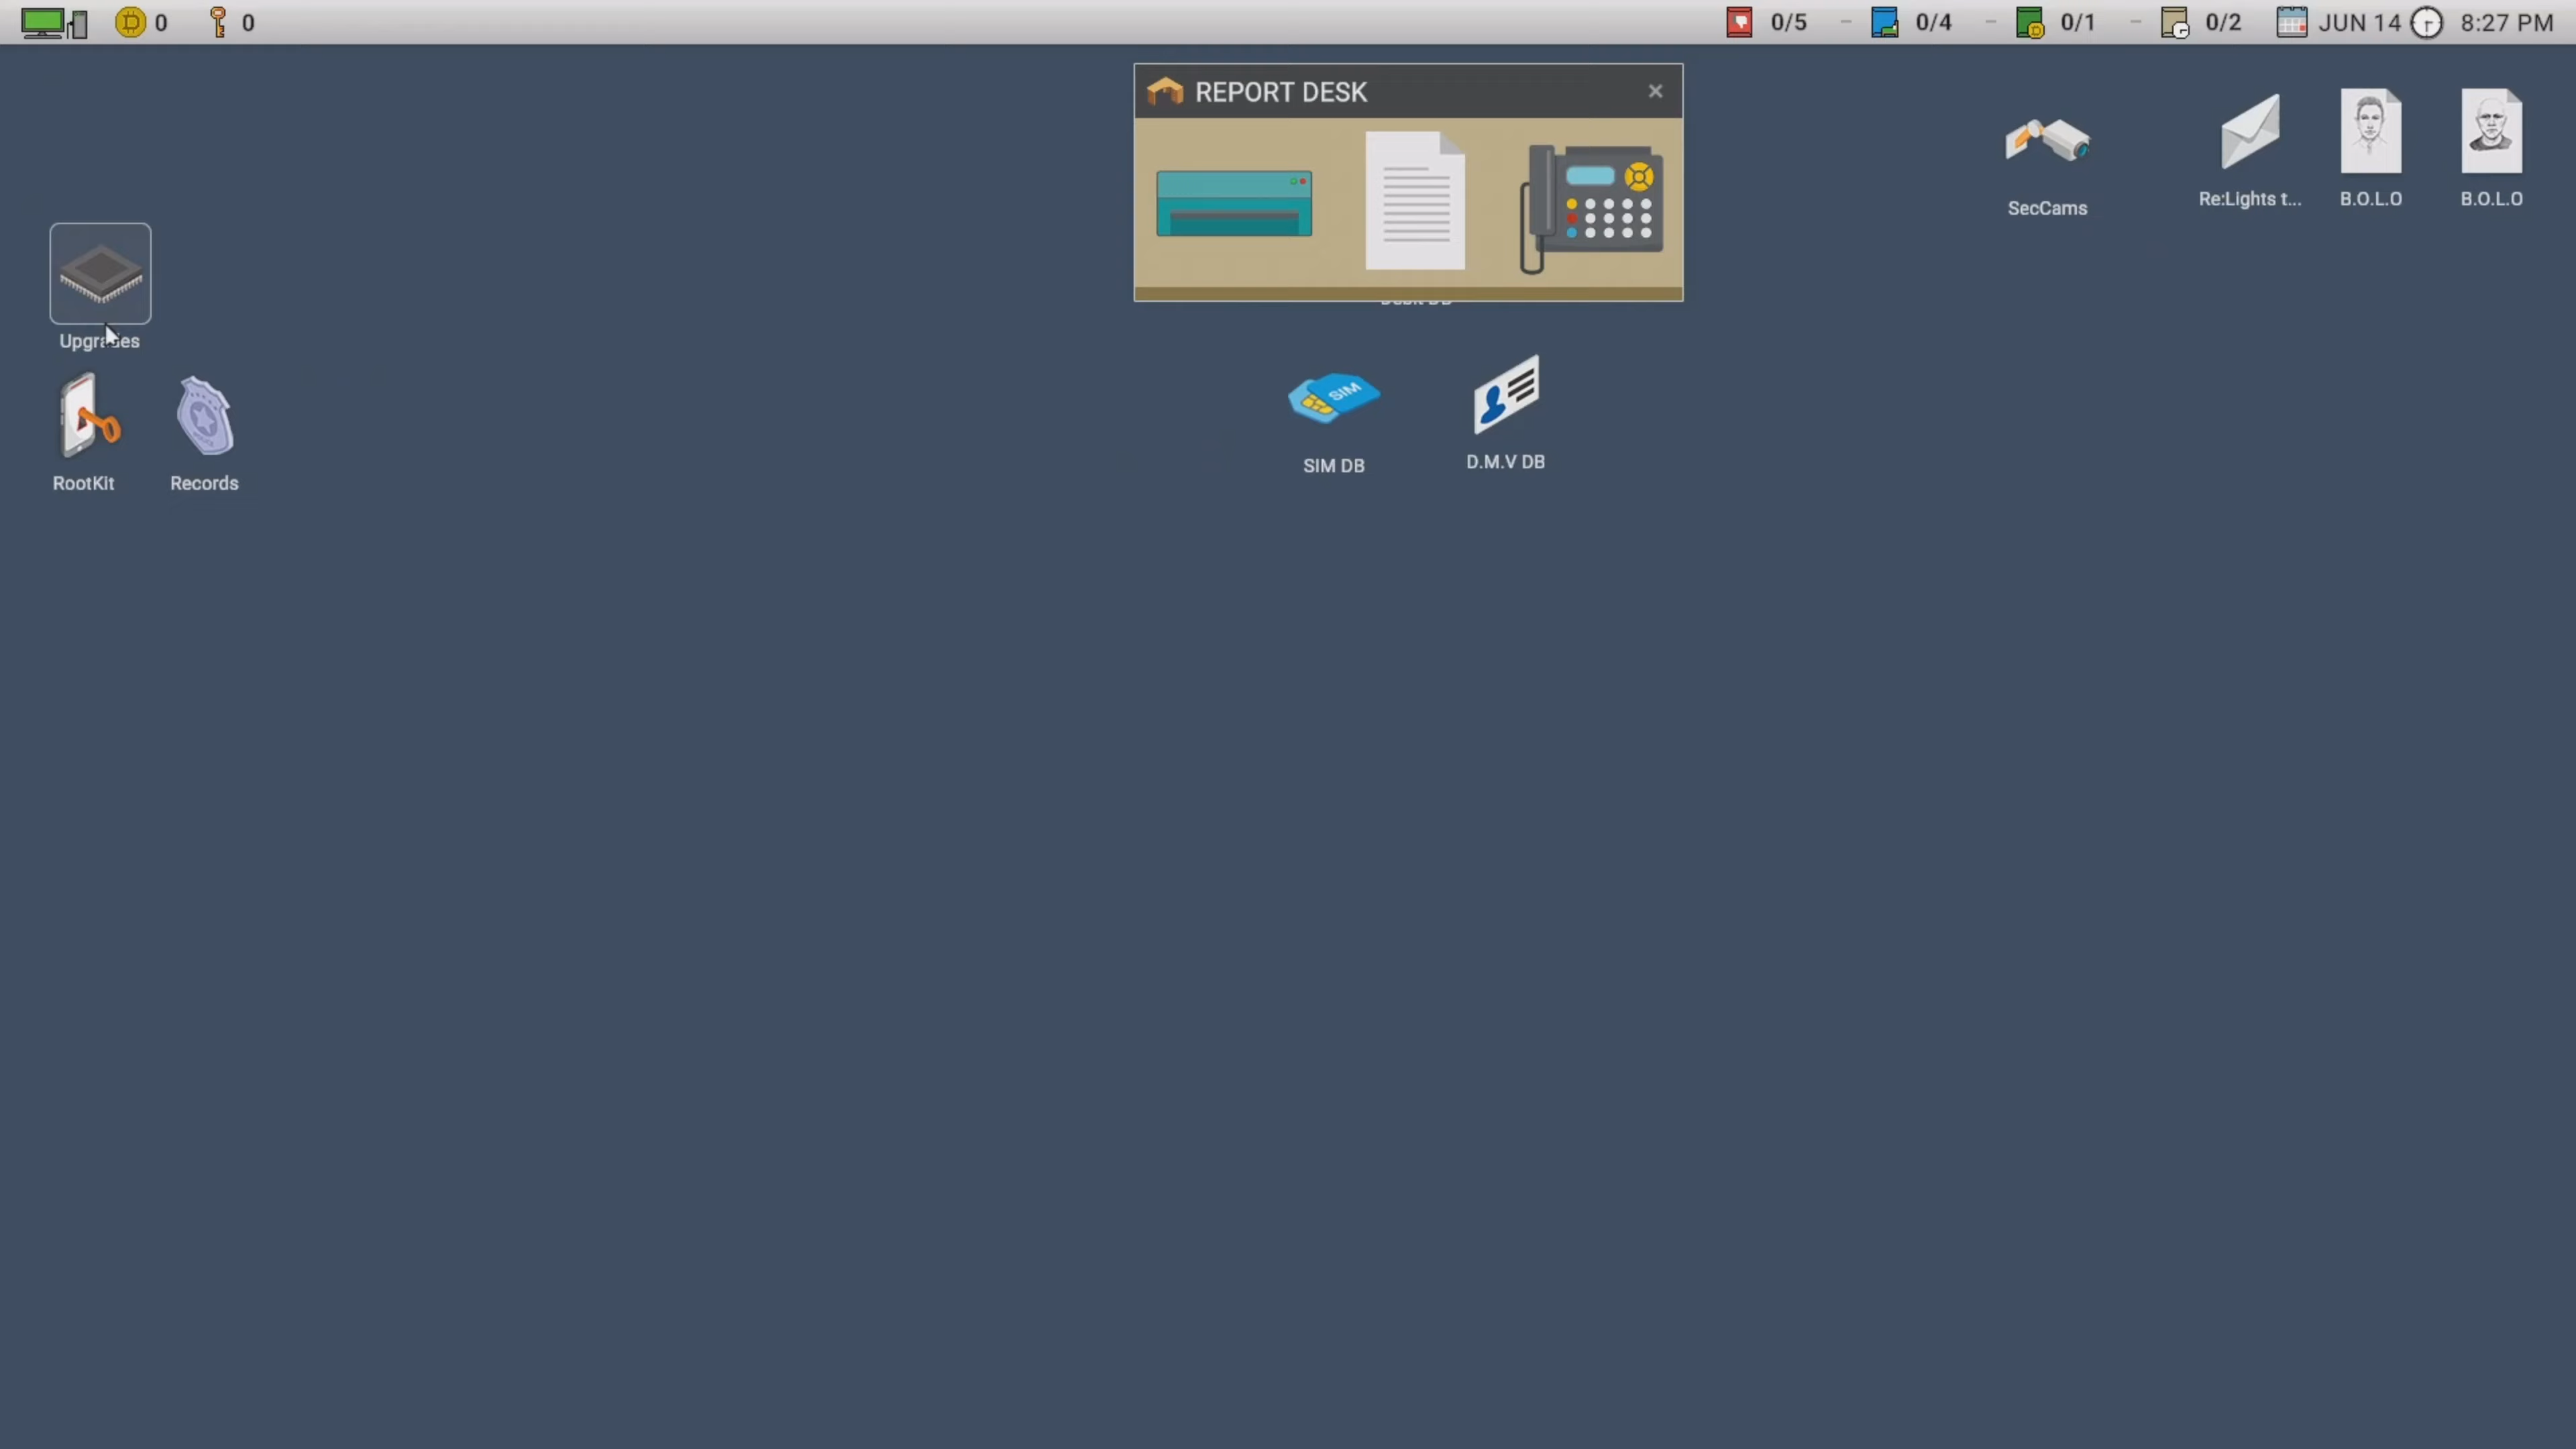 0
0
0/5
0/4
0/1
0/2
JUN 14
8:27 PM
REPORT DESK
SecCams
Re:Lights t...
B.O.L.O
B.O.L.O
Upgrades
SIM
SIM DB
D.M.V DB
RootKit
Records